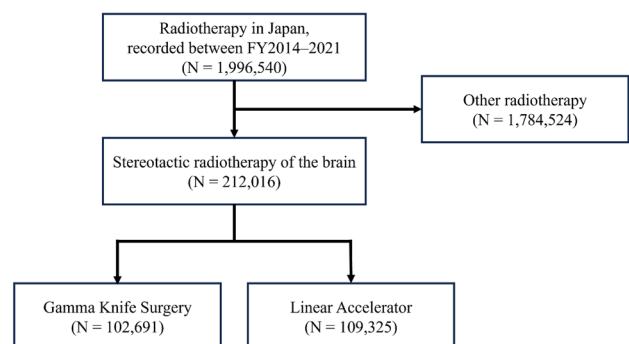 Radiotherapy in Japan,
recorded between FY2014–2021
(N = 1,996,540)
Other radiotherapy
(N = 1,784,524)
Stereotactic radiotherapy of the brain
(N = 212,016)
Gamma Knife Surgery
(N = 102,691)
Linear Accelerator
(N = 109,325)